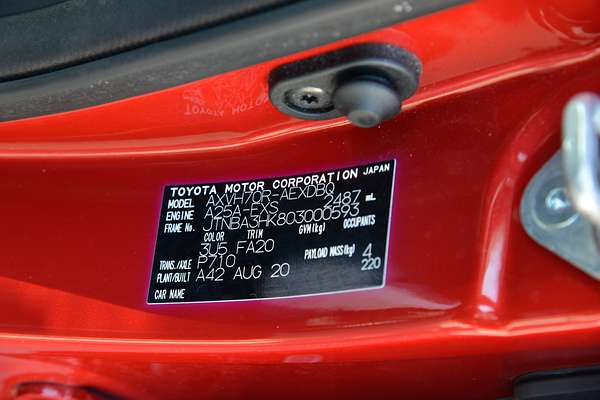 TOYOTA MOTOR CORPORATION JAPAN
MODEL AXVH70R-AEXDBQ
ENGINE A25A-FXS 2487 mL
FRAME No. JTNBA3HK803000593
COLOR TRIM GVM(kg) OCCUPANTS
3U5 FA20
TRANS./AXLE P710 PAYLOAD MASS(kg) 4
PLANT/BUILT A42 AUG 20 220
CAR NAME